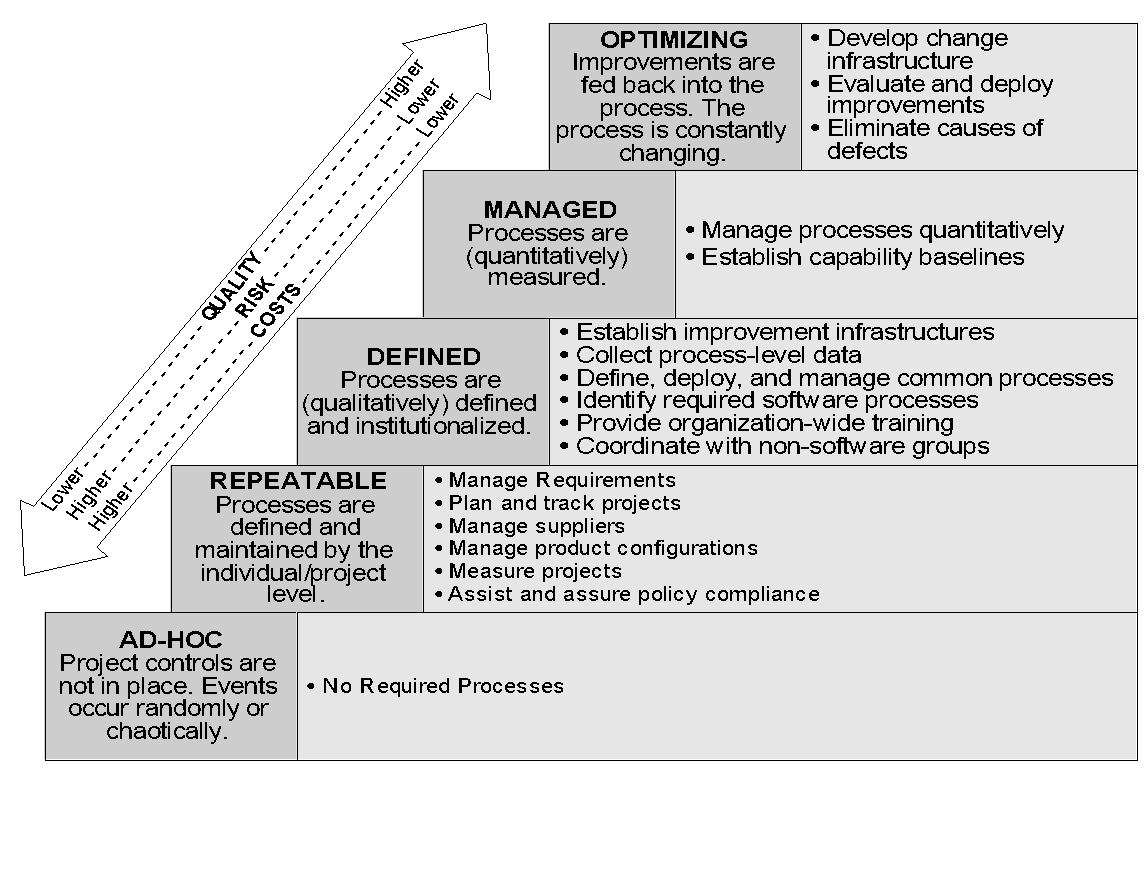 OPTIMIZING
Improvements are
fed back into the
process. The
process is constantly
changing.
• Develop change
infrastructure
• Evaluate and deploy
improvements
• Eliminate causes of
defects
Higher
Lower
Lower
MANAGED
Processes are
(quantitatively)
measured.
• Manage processes quantitatively
• Establish capability baselines
QUALITY
RISK
COSTS
DEFINED
Processes are
(qualitatively) defined
and institutionalized.
• Establish improvement infrastructures
• Collect process-level data
• Define, deploy, and manage common processes
• Identify required software processes
• Provide organization-wide training
• Coordinate with non-software groups
Lower
Higher
Higher
REPEATABLE
Processes are
defined and
maintained by the
individual/project
level.
• Manage Requirements
• Plan and track projects
• Manage suppliers
• Manage product configurations
• Measure projects
• Assist and assure policy compliance
AD-HOC
Project controls are
not in place. Events
occur randomly or
chaotically.
• No Required Processes